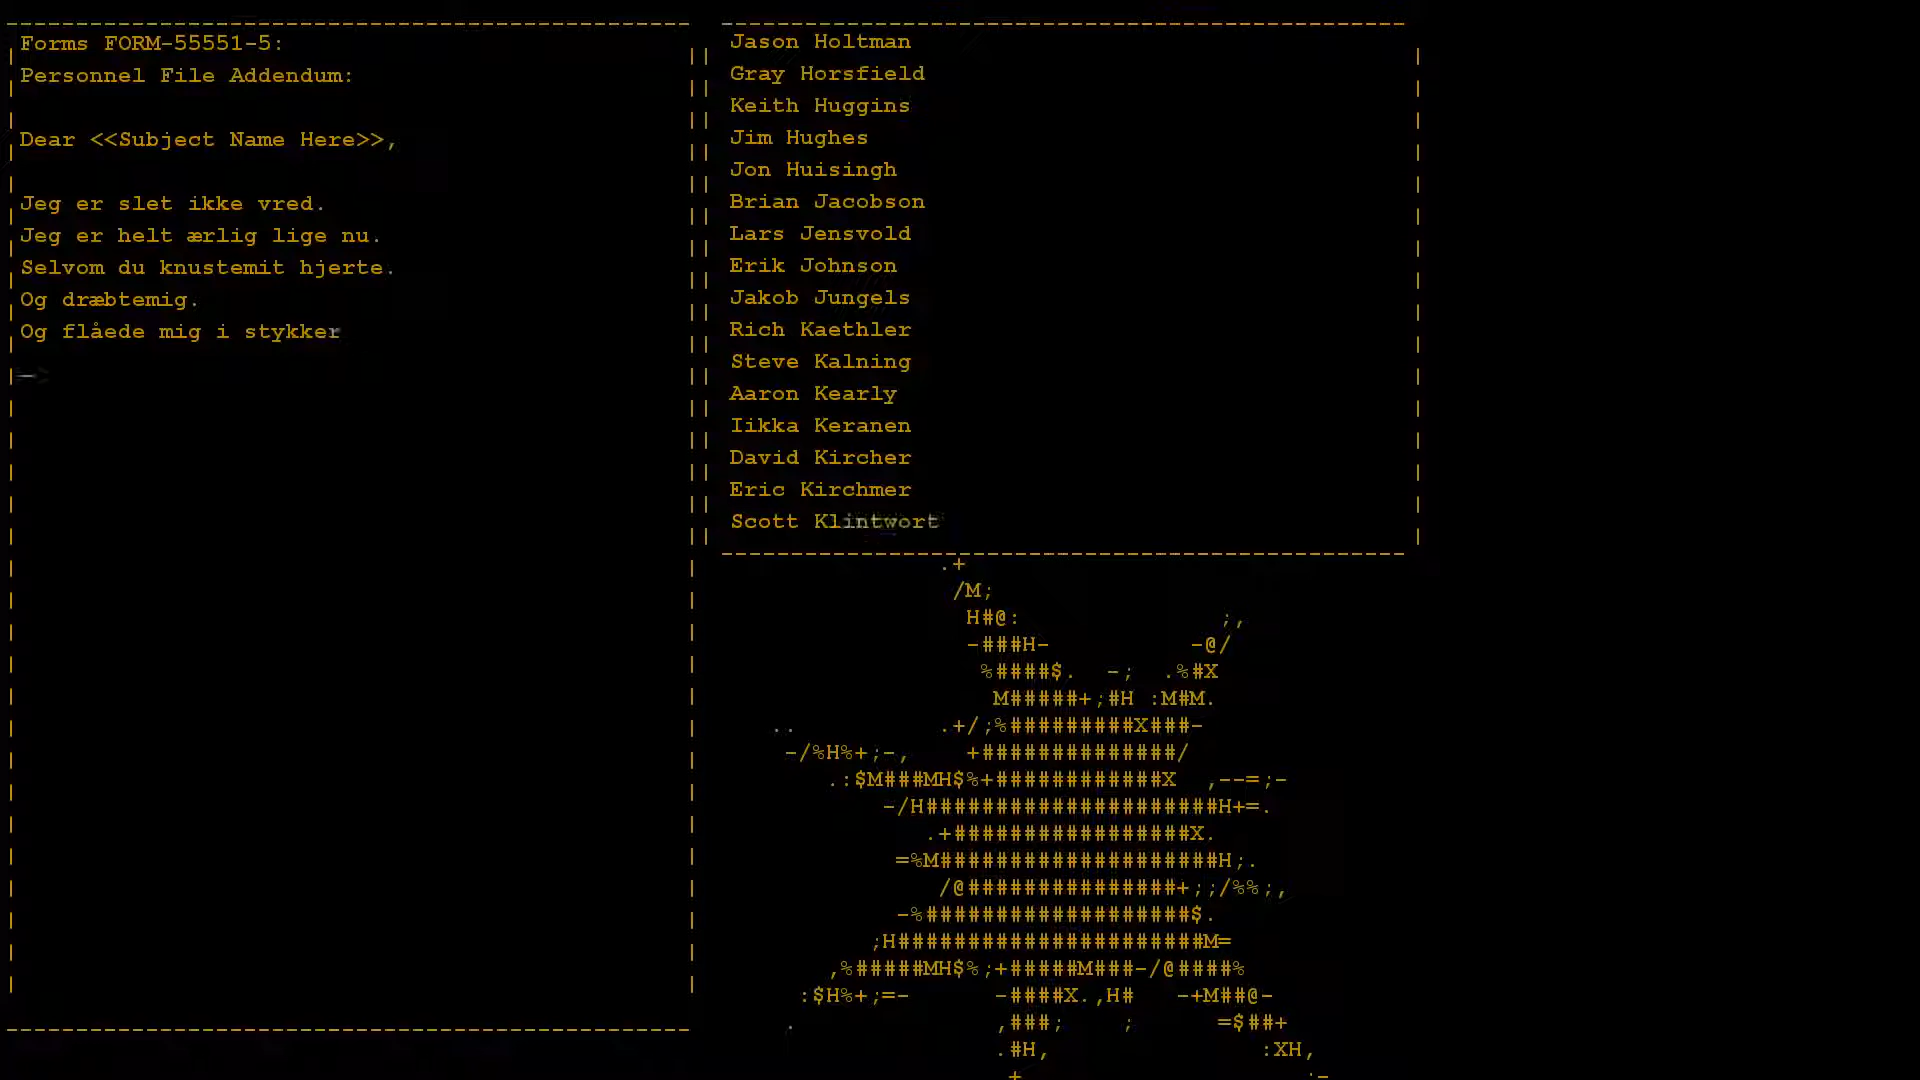 Forms FORM-55551-5:
Personnel File Addendum:
Dear <<Subject Name Here>>,
Jeg er slet ikke vred.
Jeg er helt ærlig lige nu.
Selvom du knustemit hjerte.
Og dræbtemig.
Og flåede mig i stykker
Jason Holtman
Gray Horsfield
Keith Huggins
Jim Hughes
Jon Huisingh
Brian Jacobson
Lars Jensvold
Erik Johnson
Jakob Jungels
Rich Kaethler
Steve Kalning
Aaron Kearly
Iikka Keranen
David Kircher
Eric Kirchmer
Scott Klintwort